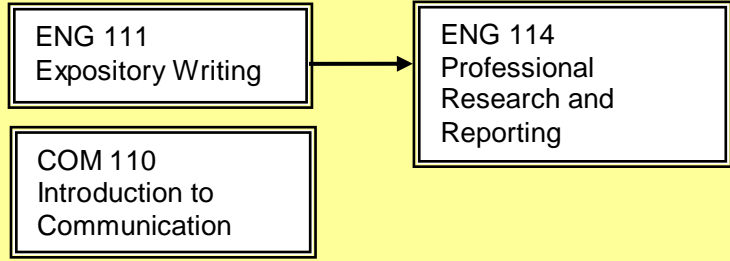 ENG 111
Expository Writing
ENG 114
Professional
Research and
Reporting
COM 110
Introduction to
Communication